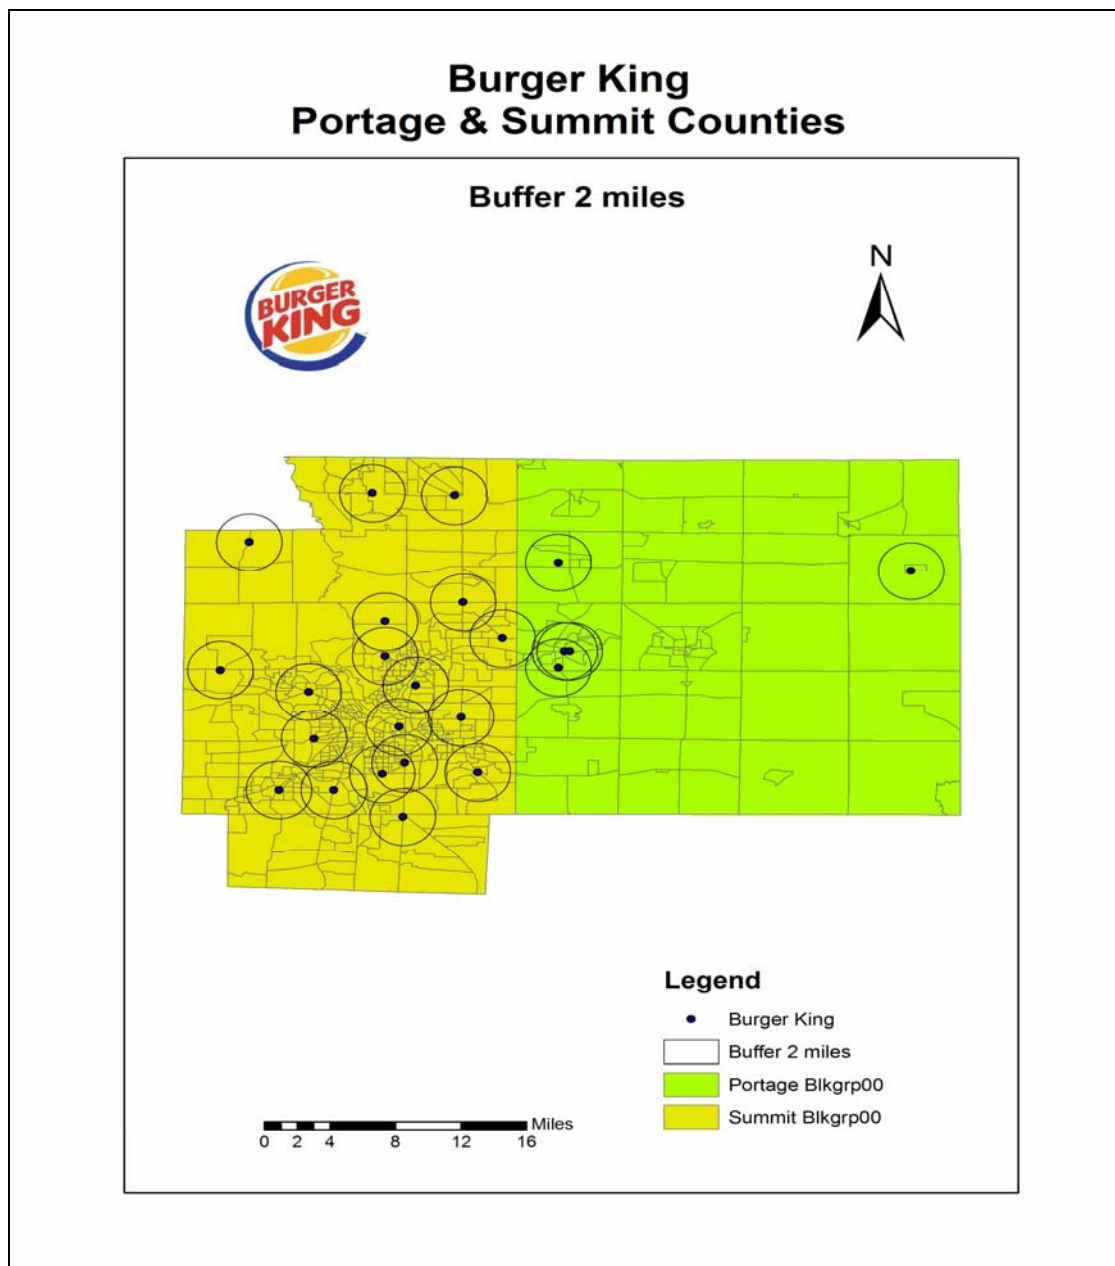 Burger King
Portage & Summit Counties
Buffer 2 miles
BURGER
KING
N
Legend
Burger King
Buffer 2 miles
Portage Blkgrp00
Summit Blkgrp00
Miles
0 2 4 8 12 16